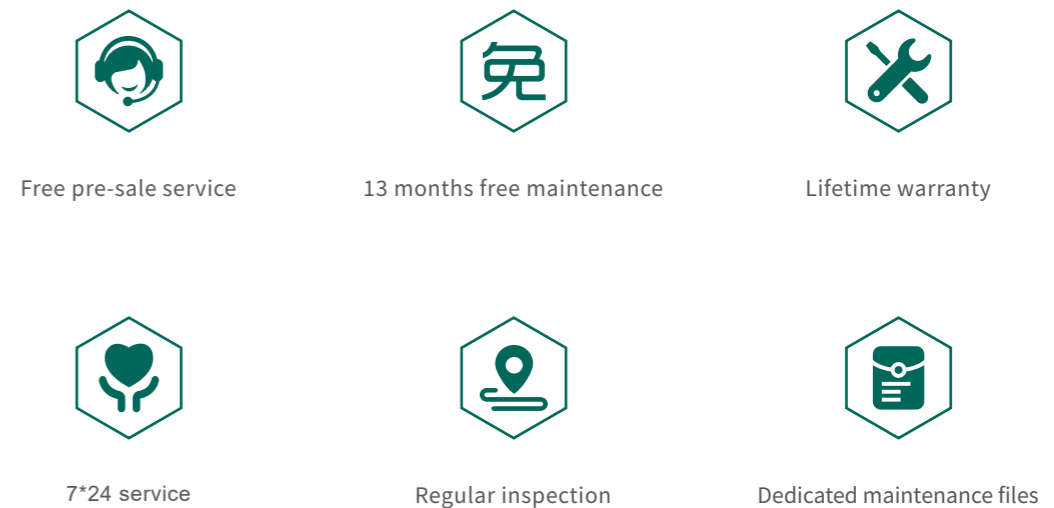 免
Free pre-sale service
13 months free maintenance
Lifetime warranty
7*24 service
Regular inspection
Dedicated maintenance files